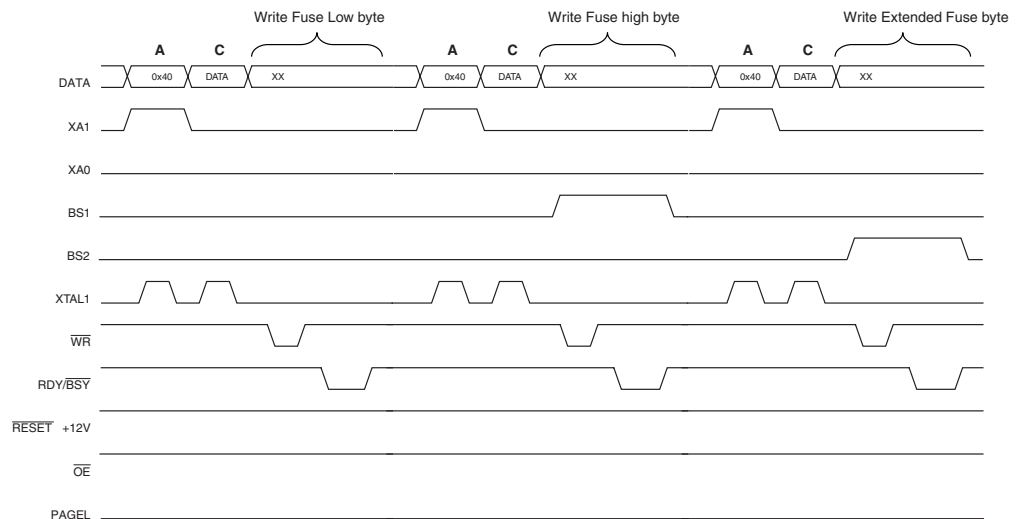 Write Fuse Low byte Write Fuse high byte Write Extended Fuse byte
A C A C A C
DATA 0x40 DATA XX 0x40 DATA XX 0x40 DATA XX
XA1
XA0
BS1
BS2
XTAL1
WR
RDY/BSY
RESET +12V
OE
PAGEL